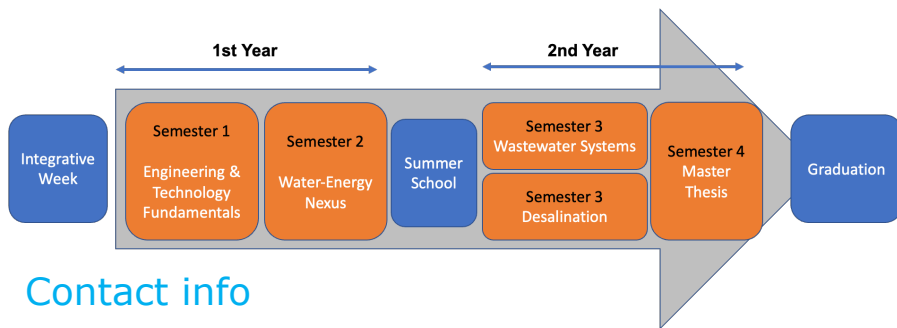 1st Year
2nd Year
Integrative
Week
Semester 1
Engineering &
Technology
Fundamentals
Semester 2
Water-Energy
Nexus
Summer
School
Semester 3
Wastewater Systems
Semester 3
Desalination
Semester 4
Master
Thesis
Graduation
Contact info